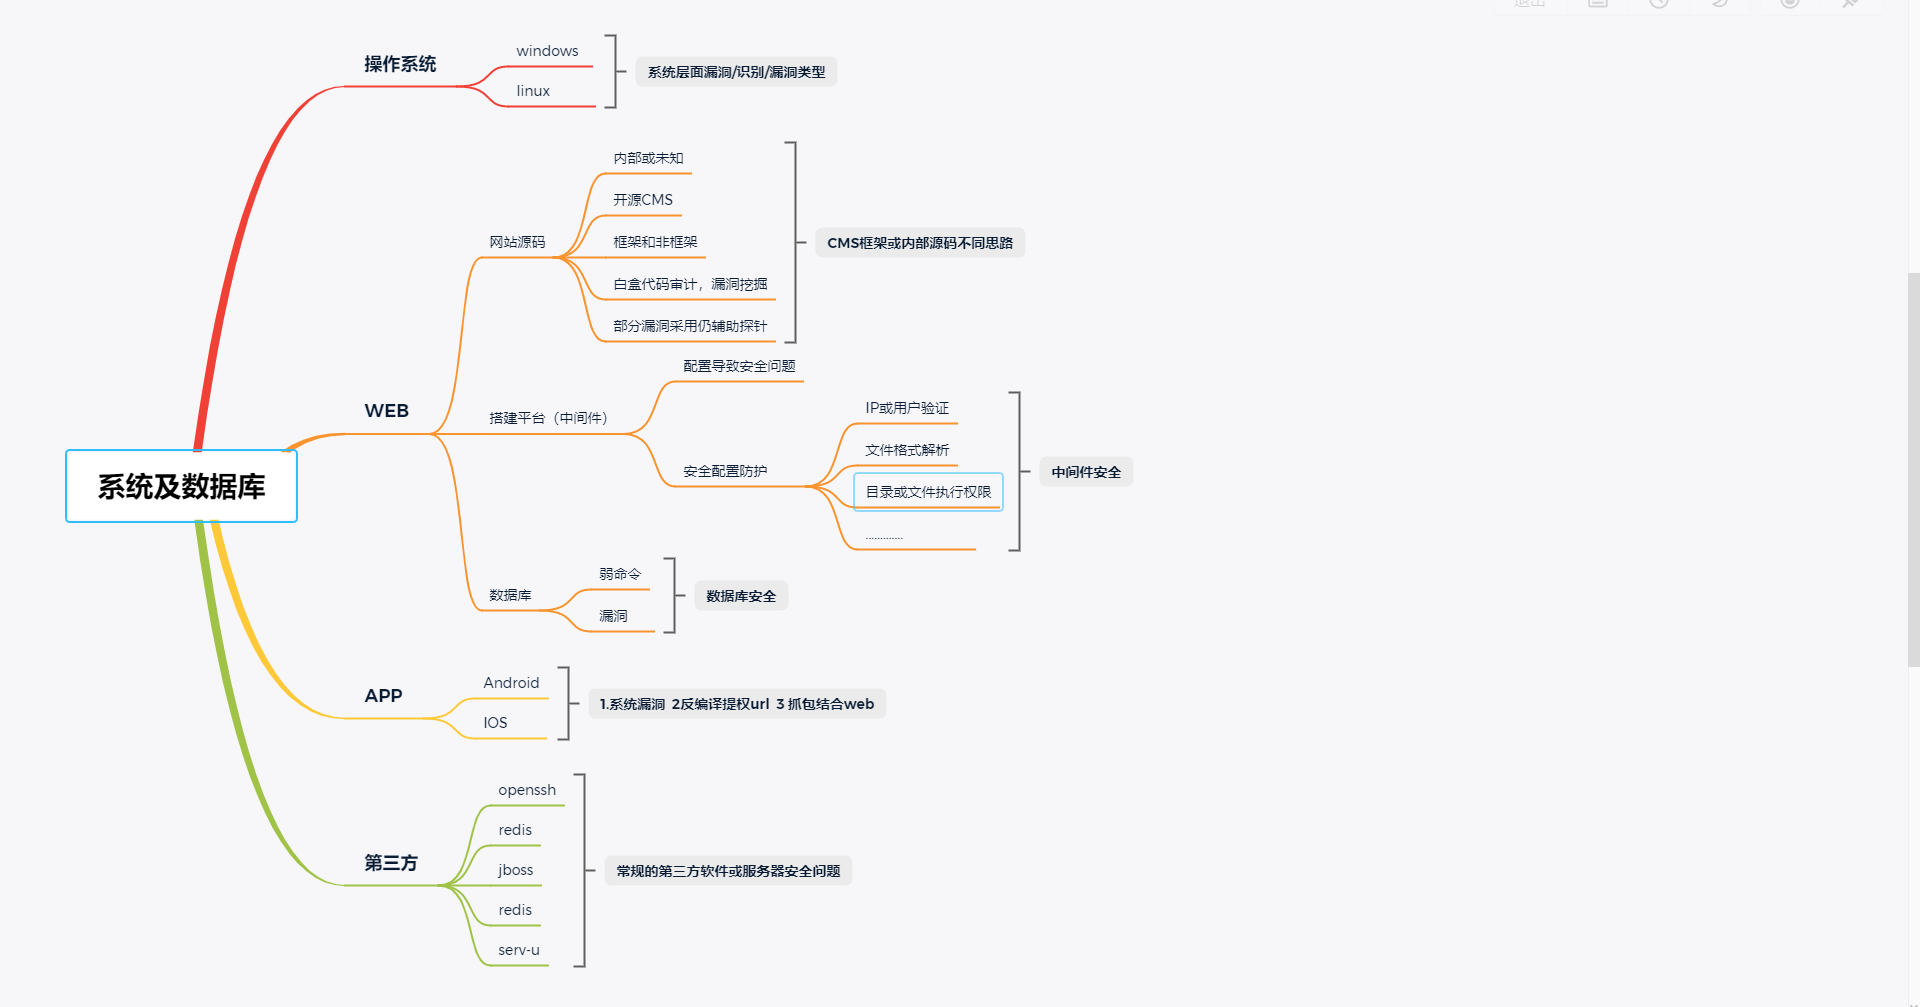 退出
操作系统
windows
linux
系统层面漏洞/识别/漏洞类型
WEB
网站源码
内部或未知
开源CMS
框架和非框架
白盒代码审计，漏洞挖掘
部分漏洞采用仍辅助探针
CMS框架或内部源码不同思路
搭建平台（中间件）
配置导致安全问题
安全配置防护
IP或用户验证
文件格式解析
目录或文件执行权限
.............
中间件安全
数据库
弱命令
漏洞
数据库安全
系统及数据库
APP
Android
IOS
1.系统漏洞 2反编译提权url 3 抓包结合web
第三方
openssh
redis
jboss
redis
serv-u
常规的第三方软件或服务器安全问题